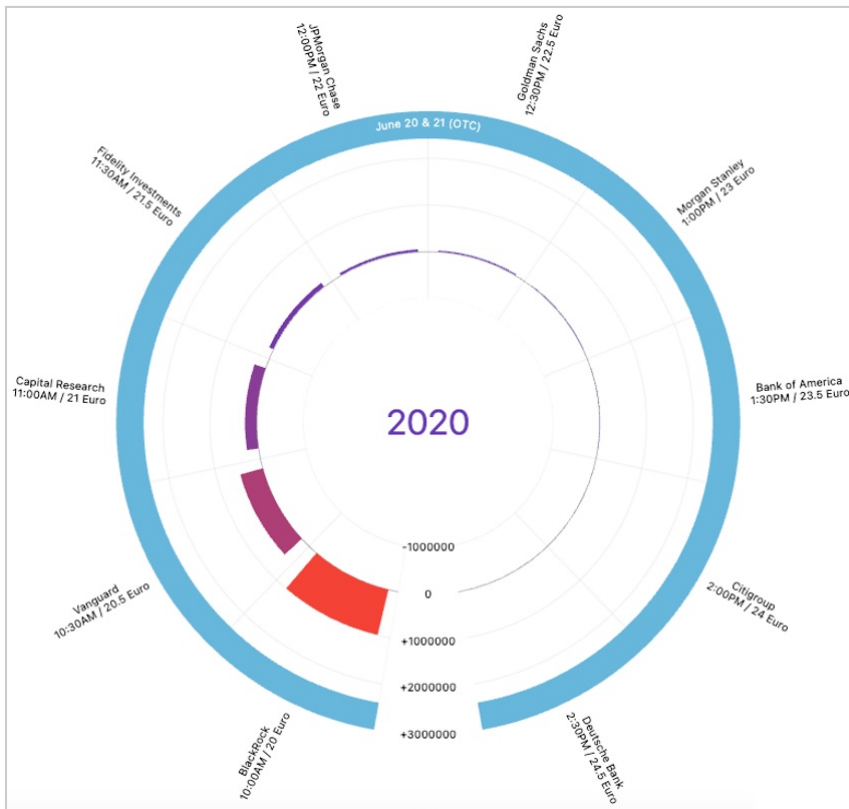 JPMorgan Chase
12:00PM / 22 Euro
Goldman Sachs
12:30PM / 22.5 Euro
June 20 & 21 (OTC)
Fidelity Investments
11:30AM / 21.5 Euro
Morgan Stanley
1:00PM / 23 Euro
Capital Research
11:00AM / 21 Euro
Bank of America
1:30PM / 23.5 Euro
2020
-1000000
0
+1000000
+2000000
+3000000
Vanguard
10:30AM / 20.5 Euro
Citigroup
2:00PM / 24 Euro
BlackRock
10:00AM / 20 Euro
Deutsche Bank
2:30PM / 24.5 Euro